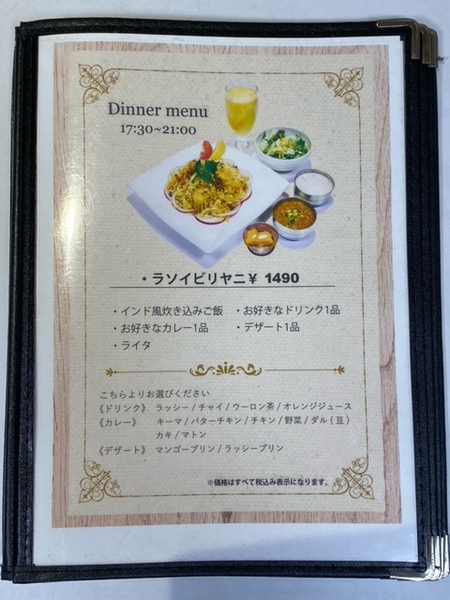 Dinner menu
17:30~21:00
・ラソイビリヤニ¥ 1490
・インド風炊き込みご飯 ・お好きなドリンク1品
・お好きなカレー1品 ・デザート1品
・ライタ
こちらよりお選びください
《ドリンク》 ラッシー / チャイ / ウーロン茶 / オレンジジュース
《カレー》 キーマ / バターチキン / チキン / 野菜 / ダル ( 豆 )
カキ / マトン
《デザート》 マンゴープリン / ラッシープリン
※価格はすべて税込み表示になります。